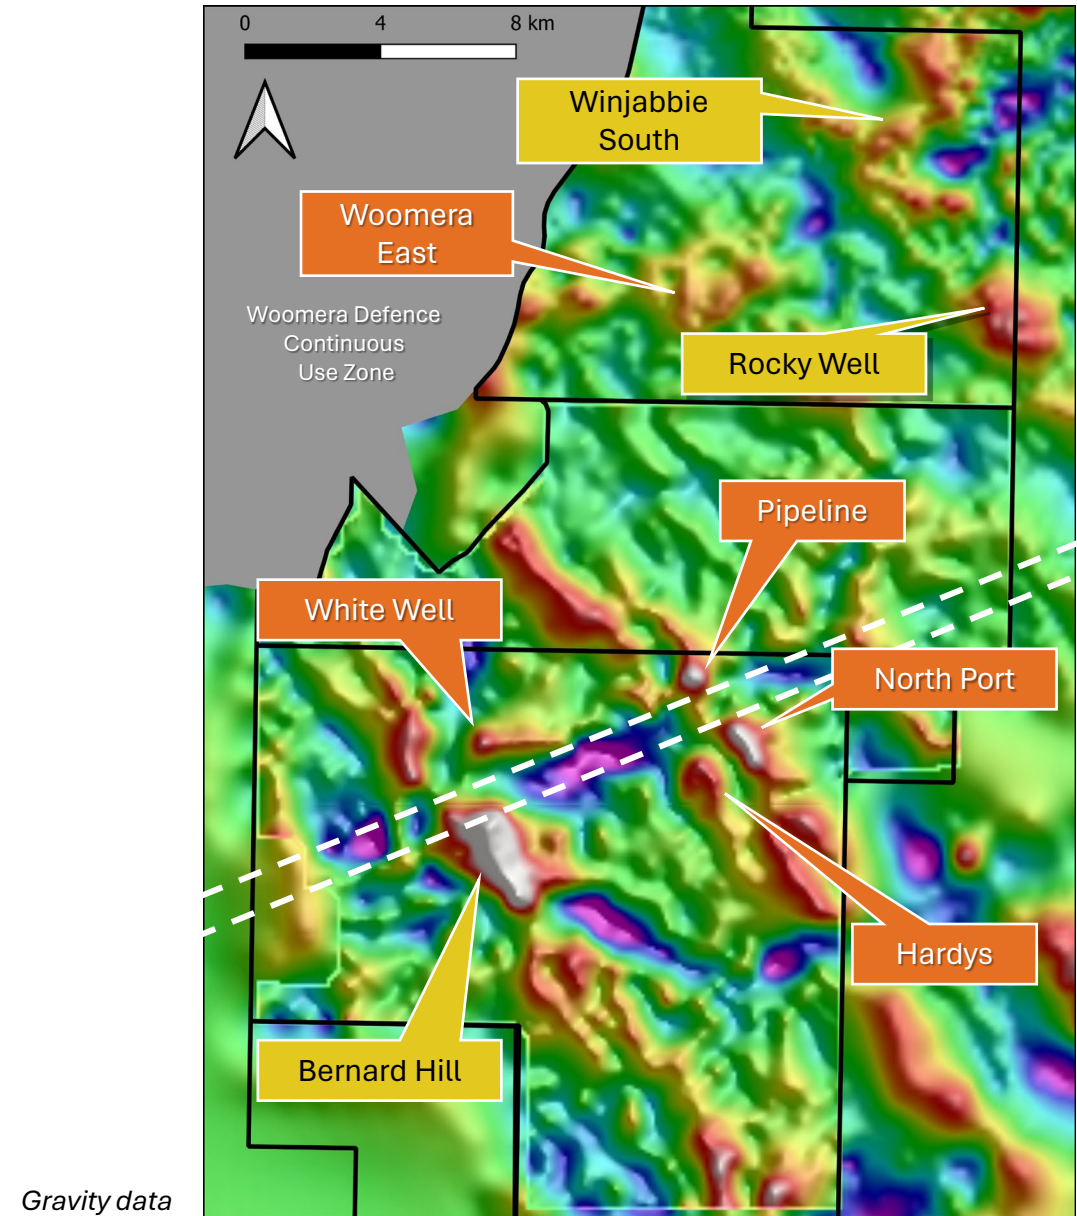 0 4 8 km
Winjabbie
South
Woomera
East
Woomera Defence
Continuous
Use Zone
Rocky Well
Pipeline
White Well
North Port
Hardys
Bernard Hill
Gravity data